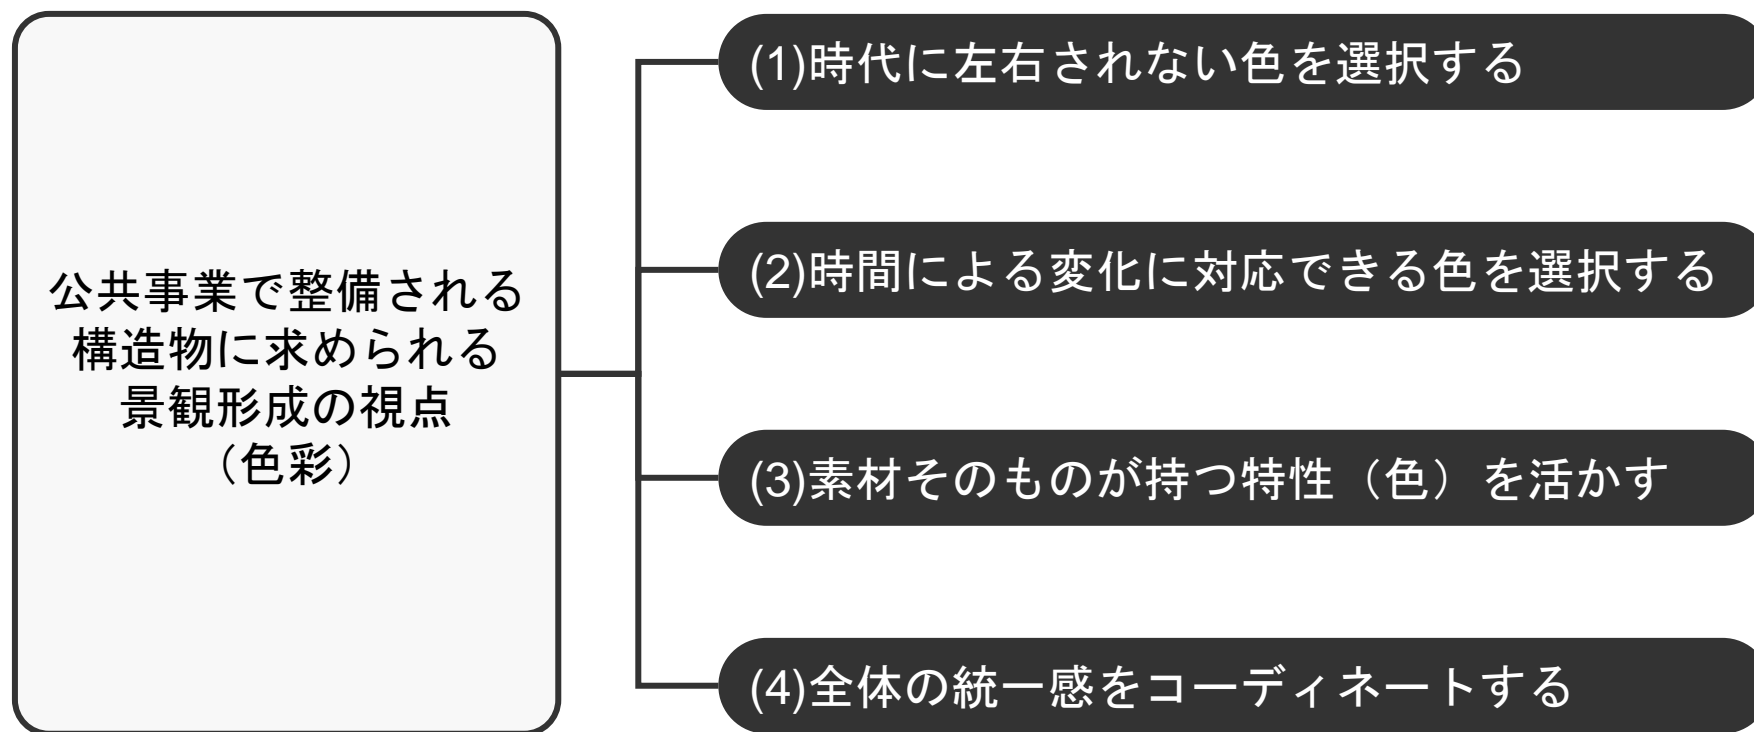 公共事業で整備される
構造物に求められる
景観形成の視点
（色彩）
(1)時代に左右されない色を選択する
(2)時間による変化に対応できる色を選択する
(3)素材そのものが持つ特性（色）を活かす
(4)全体の統一感をコーディネートする